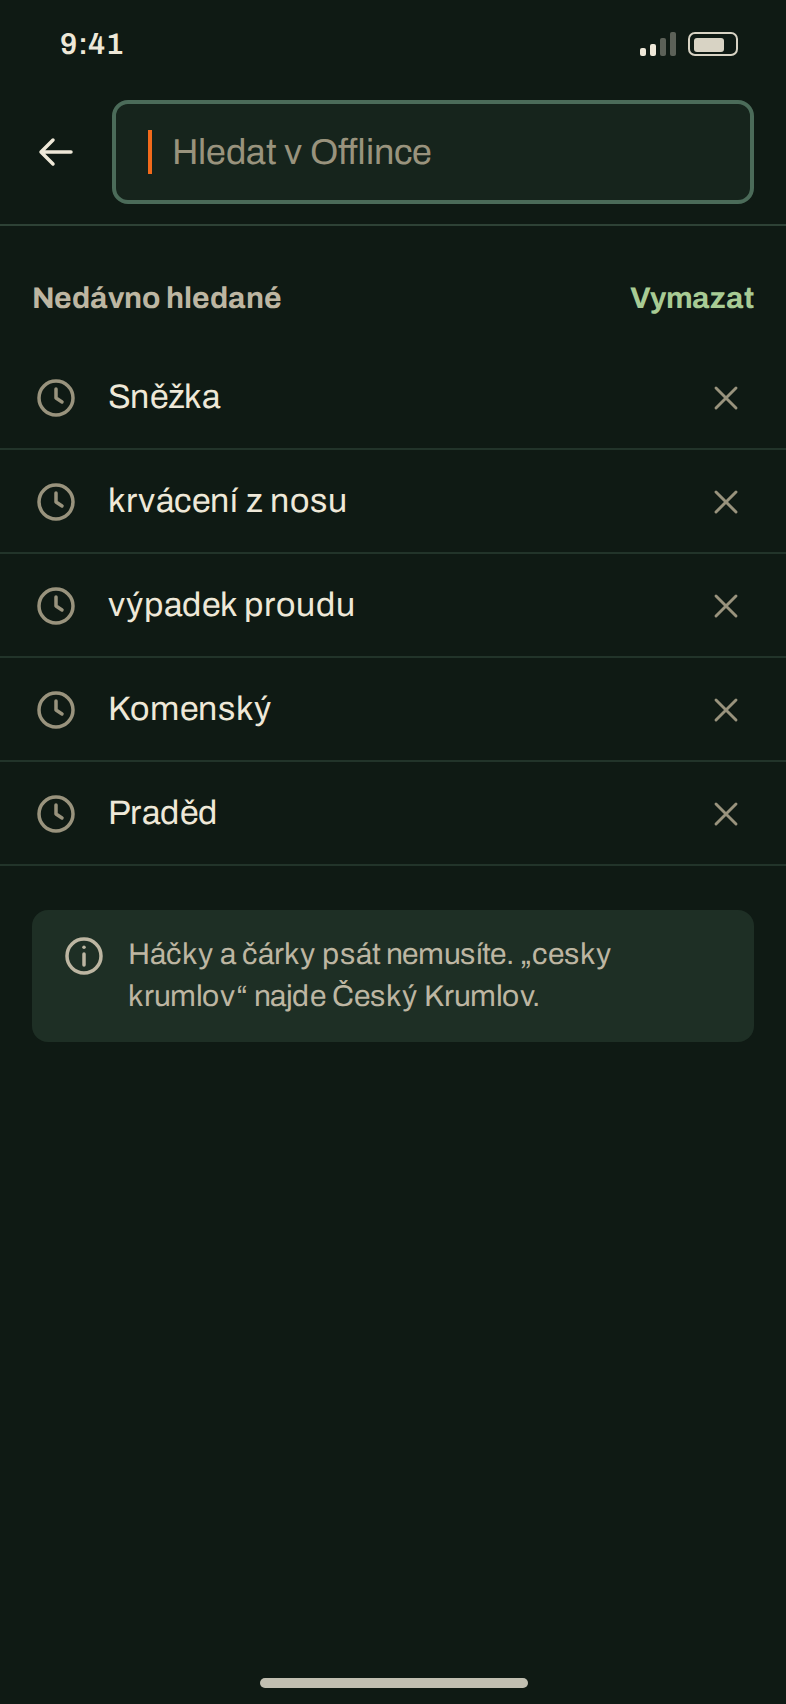 9:41
Hledat v Offlince
Nedávno hledané
Vymazat
Sněžka
krvácení z nosu
výpadek proudu
Komenský
Praděd
Háčky a čárky psát nemusíte. „cesky
krumlov“ najde Český Krumlov.